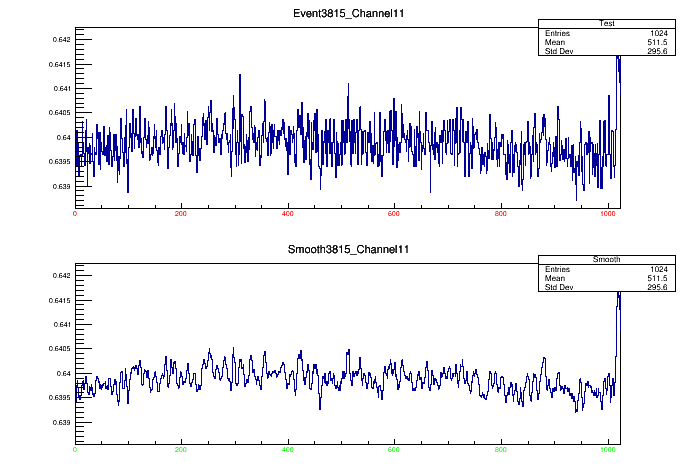 Event3815_Channel11
Test
Entries 1024
Mean 511.5
Std Dev 295.6
0.642
0.6415
0.641
0.6405
0.64
0.6395
0.639
0 200 400 600 800 1000
Smooth3815_Channel11
Smooth
Entries 1024
Mean 511.5
Std Dev 295.6
0.642
0.6415
0.641
0.6405
0.64
0.6395
0.639
0 200 400 600 800 1000